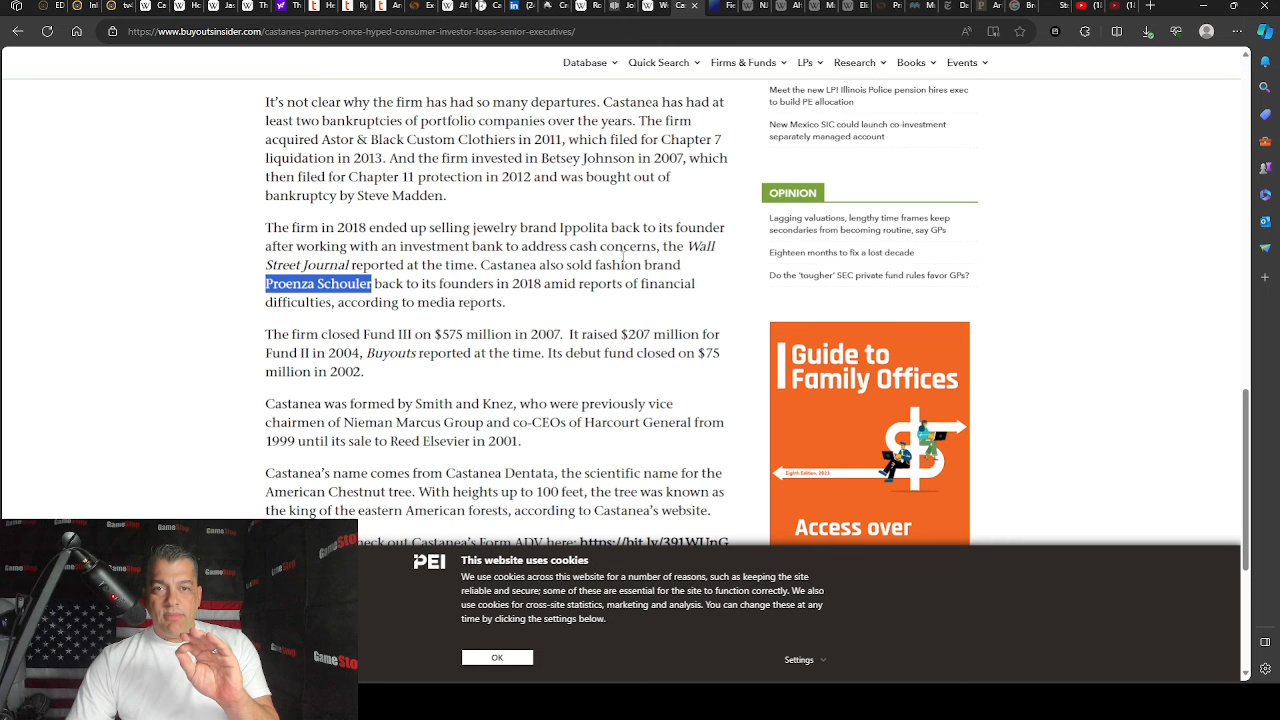 https://www.buyoutsinsider.com/castanea-partners-once-hyped-consumer-investor-loses-senior-executives/
Database Quick Search Firms & Funds LPs Research Books Events
It's not clear why the firm has had so many departures. Castanea has had at
least two bankruptcies of portfolio companies over the years. The firm
acquired Astor & Black Custom Clothiers in 2011, which filed for Chapter 7
liquidation in 2013. And the firm invested in Betsey Johnson in 2007, which
then filed for Chapter 11 protection in 2012 and was bought out of
bankruptcy by Steve Madden.
The firm in 2018 ended up selling jewelry brand Ippolita back to its founder
after working with an investment bank to address cash concerns, the Wall
Street Journal reported at the time. Castanea also sold fashion brand
Proenza Schouler back to its founders in 2018 amid reports of financial
difficulties, according to media reports.
The firm closed Fund III on $575 million in 2007. It raised $207 million for
Fund II in 2004, Buyouts reported at the time. Its debut fund closed on $75
million in 2002.
Castanea was formed by Smith and Knez, who were previously vice
chairmen of Neiman Marcus Group and co-CEOs of Harcourt General from
1999 until its sale to Reed Elsevier in 2001.
Castanea's name comes from Castanea Dentata, the scientific name for the
American Chestnut tree. With heights up to 100 feet, the tree was known as
the king of the eastern American forests, according to Castanea's website.
eck out Castanea's Form ADV here: https://bit.ly/391WUnG
Meet the new LP! Illinois Police pension hires exec
to build PE allocation
New Mexico SIC could launch co-investment
separately managed account
OPINION
Lagging valuations, lengthy time frames keep
secondaries from becoming routine, say GPs
Eighteen months to fix a lost decade
Do the 'tougher' SEC private fund rules favor GPs?
Guide to
Family Offices
Eighth Edition, 2023
Access over
PEI
This website uses cookies
We use cookies across this website for a number of reasons, such as keeping the site
reliable and secure; some of these are essential for the site to function correctly. We also
use cookies for cross-site statistics, marketing and analysis. You can change these at any
time by clicking the settings below.
OK
Settings
GameStop
GameStop
GameStop